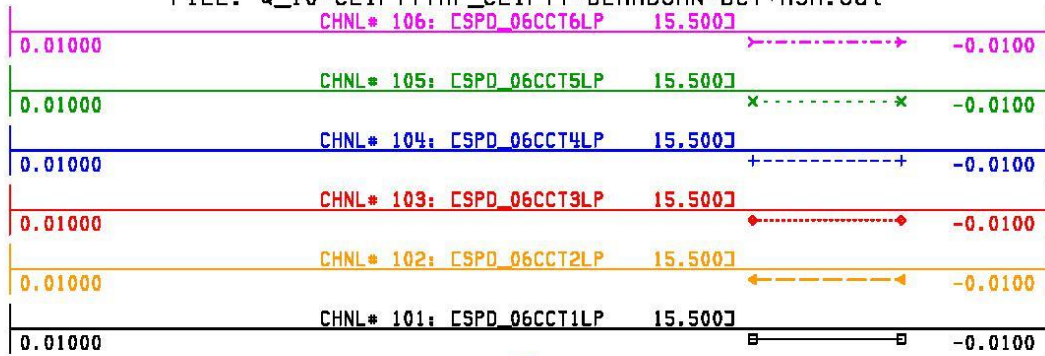 FILE:
CHNL# 106: [SPD_06CCT6LP 15.500]
0.01000 -0.0100
CHNL# 105: [SPD_06CCT5LP 15.500]
0.01000 -0.0100
CHNL# 104: [SPD_06CCT4LP 15.500]
0.01000 -0.0100
CHNL# 103: [SPD_06CCT3LP 15.500]
0.01000 -0.0100
CHNL# 102: [SPD_06CCT2LP 15.500]
0.01000 -0.0100
CHNL# 101: [SPD_06CCT1LP 15.500]
0.01000 -0.0100